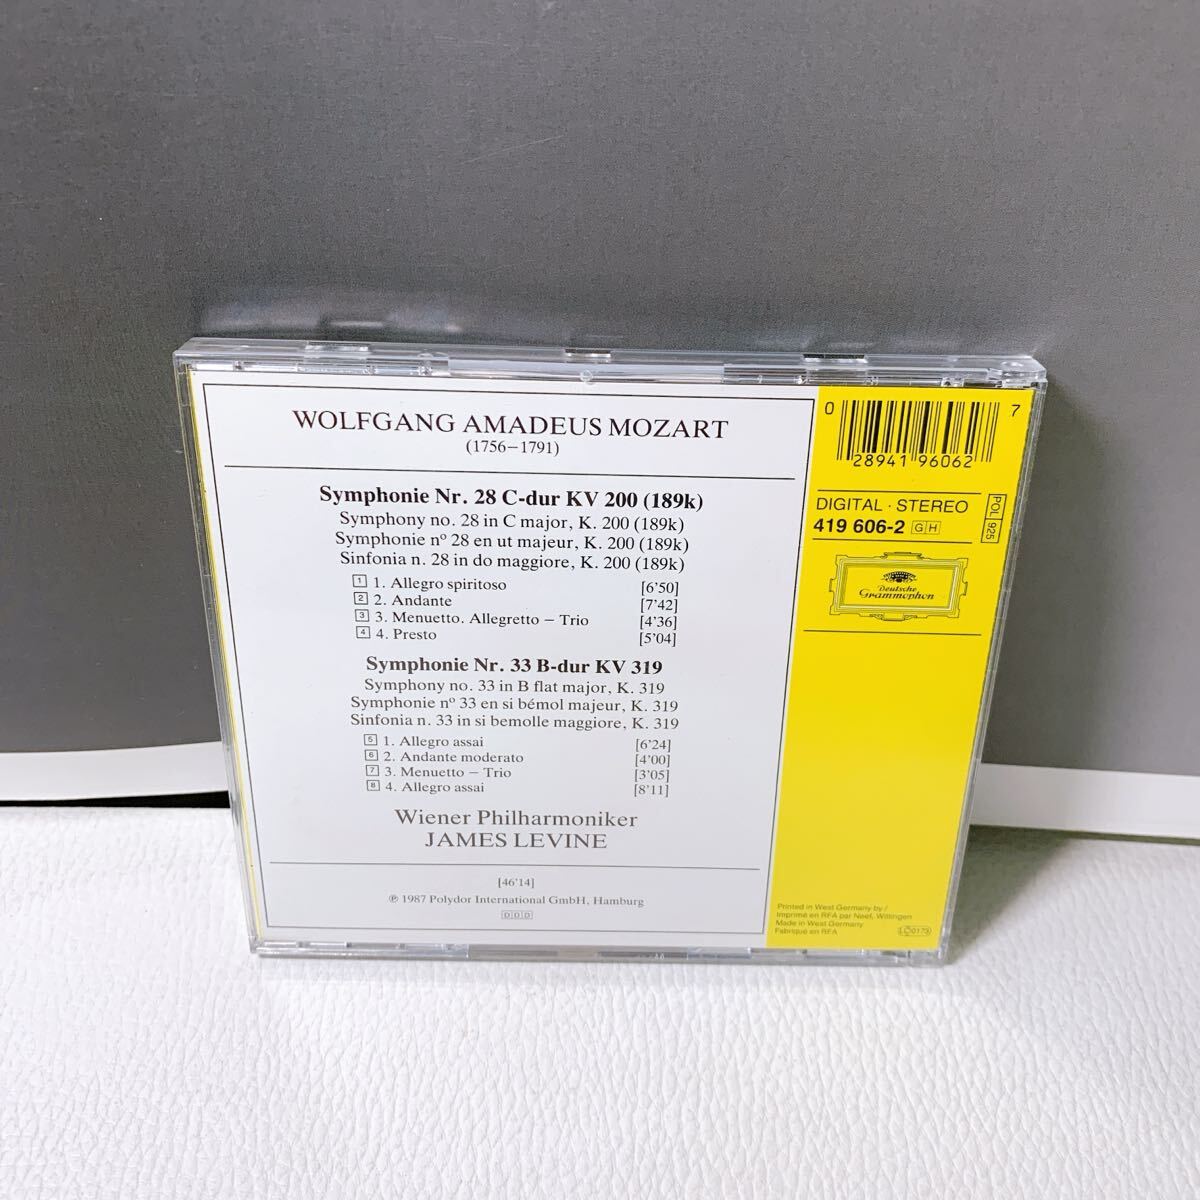 WOLFGANG AMADEUS MOZART
(1756–1791)
Symphonie Nr. 28 C-dur KV 200 (189k)
Symphony no. 28 in C major, K. 200 (189k)
Symphonie nº 28 en ut majeur, K. 200 (189k)
Sinfonia n. 28 in do maggiore, K. 200 (189k)
1 1. Allegro spiritoso [6'50]
2 2. Andante [7'42]
3 3. Menuetto. Allegretto – Trio [4'36]
4 4. Presto [5'04]
Symphonie Nr. 33 B-dur KV 319
Symphony no. 33 in B flat major, K. 319
Symphonie nº 33 en si bémol majeur, K. 319
Sinfonia n. 33 in si bemolle maggiore, K. 319
5 1. Allegro assai [6'24]
6 2. Andante moderato [4'00]
7 3. Menuetto – Trio [3'05]
8 4. Allegro assai [8'11]
Wiener Philharmoniker
JAMES LEVINE
[46'14]
℗ 1987 Polydor International GmbH, Hamburg
DDD
0 28941 96062 7
DIGITAL · STEREO
419 606-2 GH
POL 925
Deutsche
Grammophon
Printed in West Germany by /
Imprimé en RFA par Neef, Wittingen
Made in West Germany
Fabriqué en RFA
LC 0173